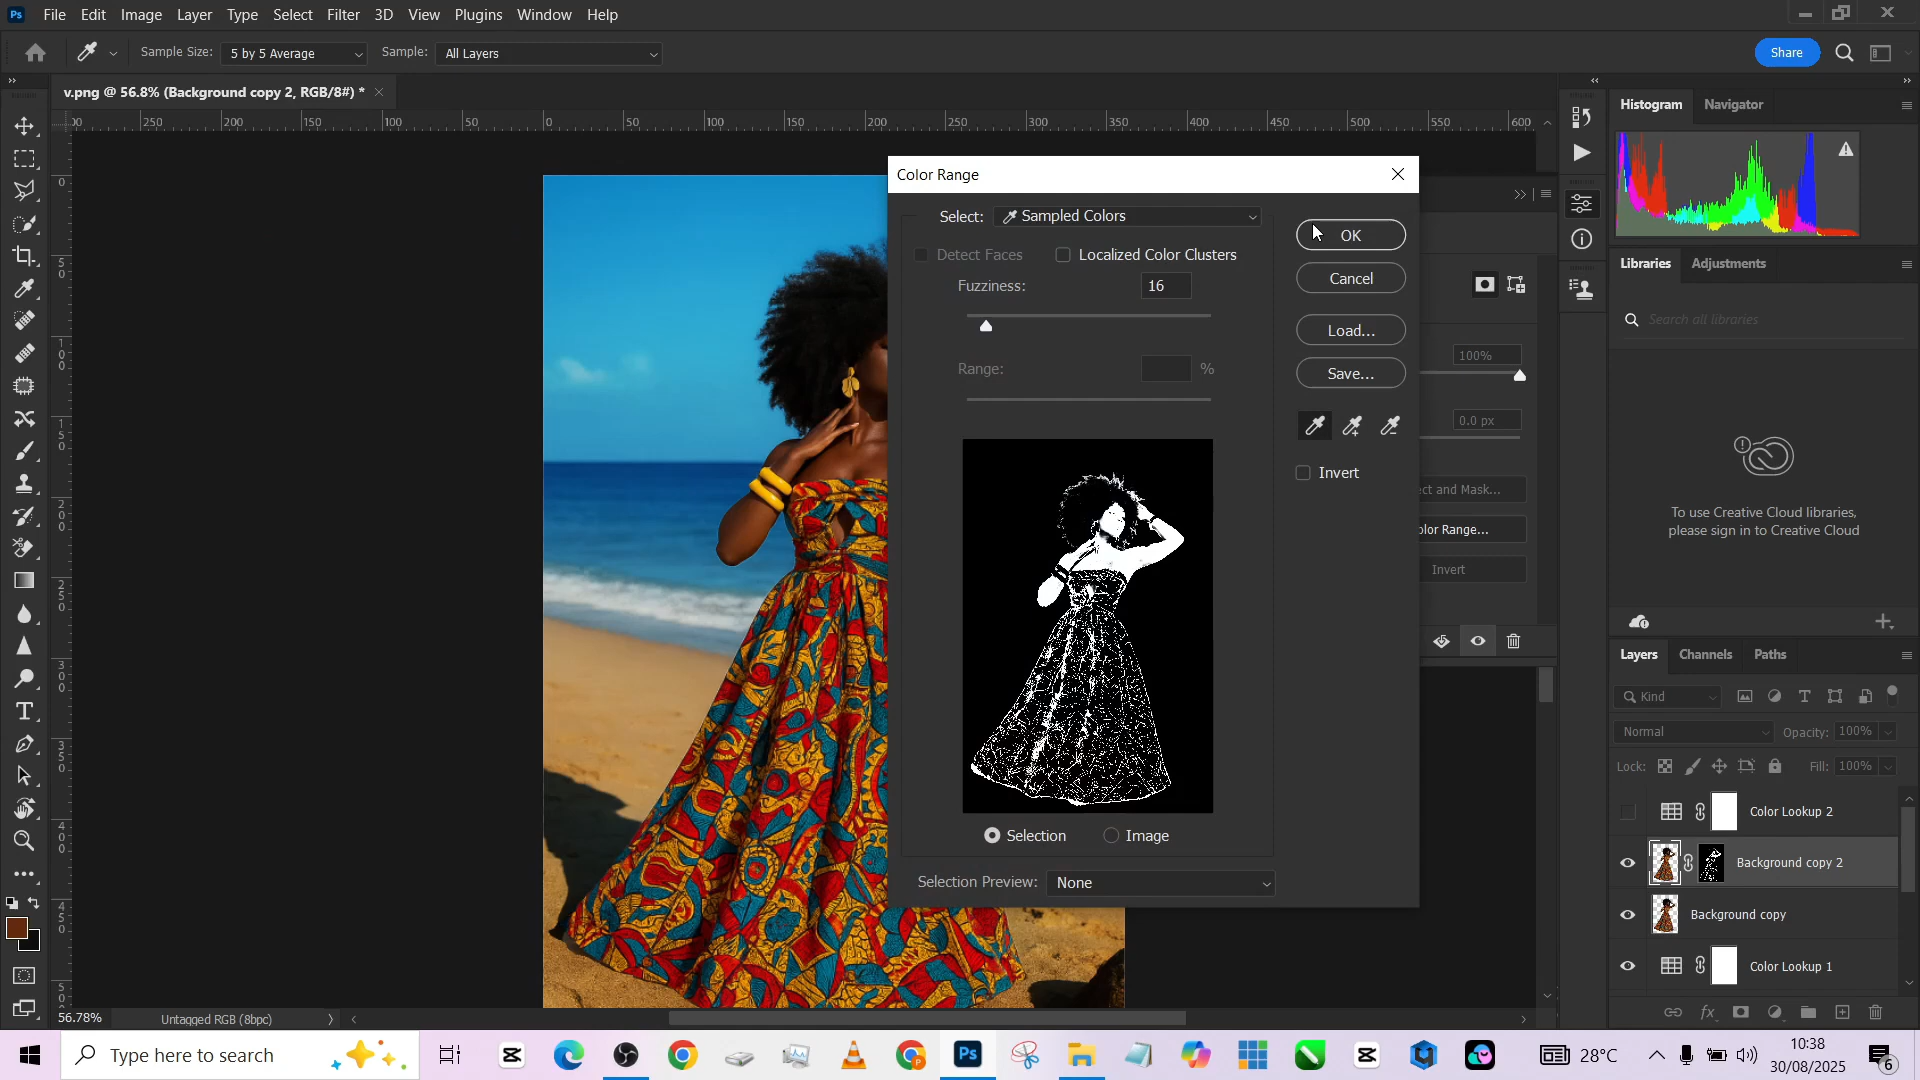 Ps File Edit Image Layer Type Select Filter 3D View Plugins Window Help
Sample Size: 5 by 5 Average Sample: All Layers Share
v.png @ 56.8% (Background copy 2, RGB/8#) *
Histogram Navigator
Color Range
Select: Sampled Colors
OK
Detect Faces Localized Color Clusters
Fuzziness: 16
Cancel
Load...
Range: %
Save...
Invert
Selection Image
Selection Preview: None
100%
0.0 px
ect and Mask...
olor Range...
Invert
Libraries Adjustments
Search all libraries
To use Creative Cloud libraries,
please sign in to Creative Cloud
Layers Channels Paths
Kind
Normal Opacity: 100%
Lock: Fill: 100%
Color Lookup 2
Background copy 2
Background copy
Color Lookup 1
56.78% Untagged RGB (8bpc)
Type here to search
28°C
10:38
30/08/2025
6